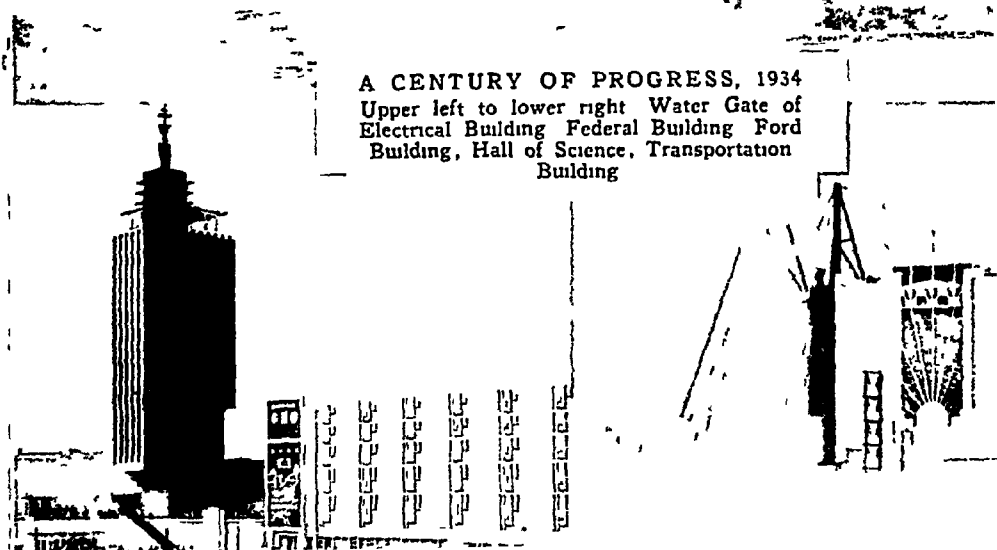 A CENTURY OF PROGRESS, 1934
Upper left to lower right Water Gate of
Electrical Building Federal Building Ford
Building, Hall of Science, Transportation
Building